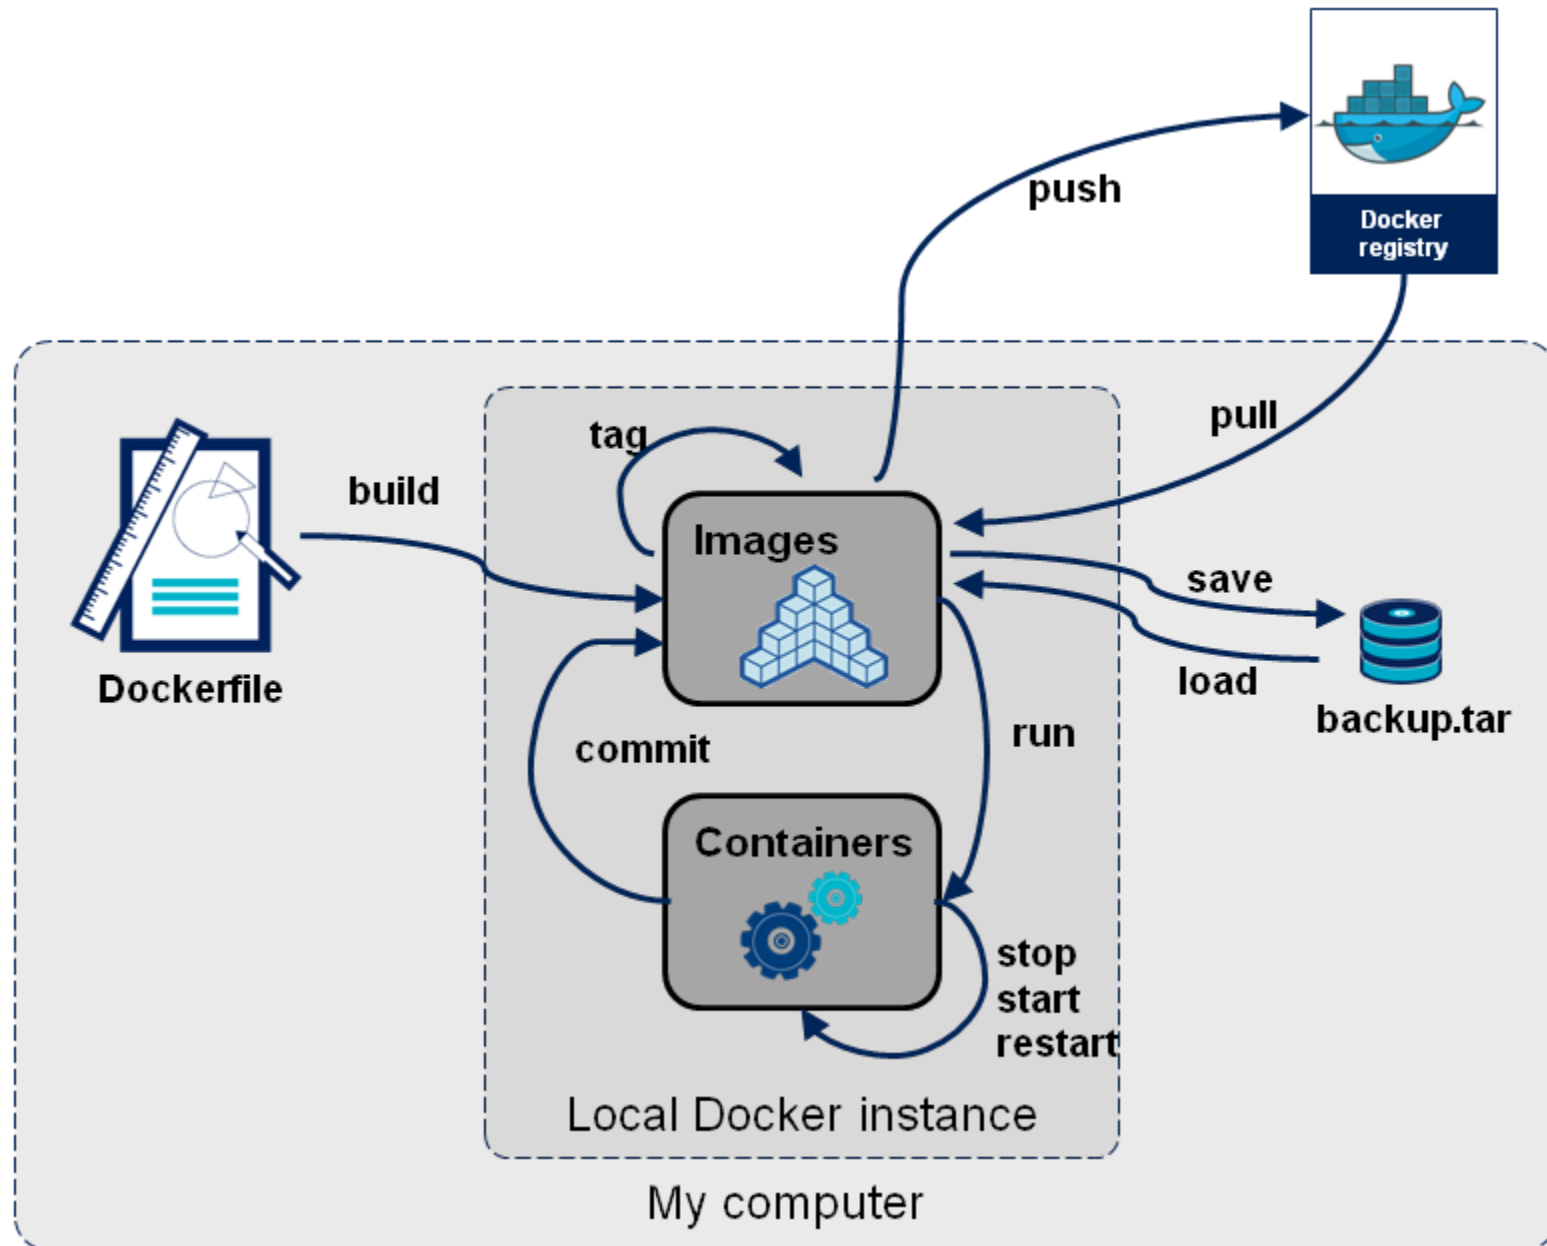 push
Docker
registry
pull
tag
build
Images
save
Dockerfile
load
backup.tar
run
commit
Containers
stop
start
restart
Local Docker instance
My computer